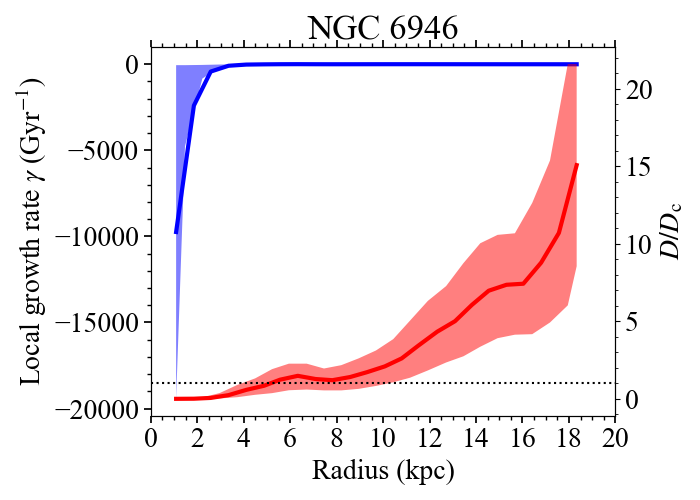 NGC 6946
Local growth rate γ (Gyr⁻¹)
0
−5000
−10000
−15000
−20000
20
15
10
5
0
D/Dc
0 2 4 6 8 10 12 14 16 18 20
Radius (kpc)